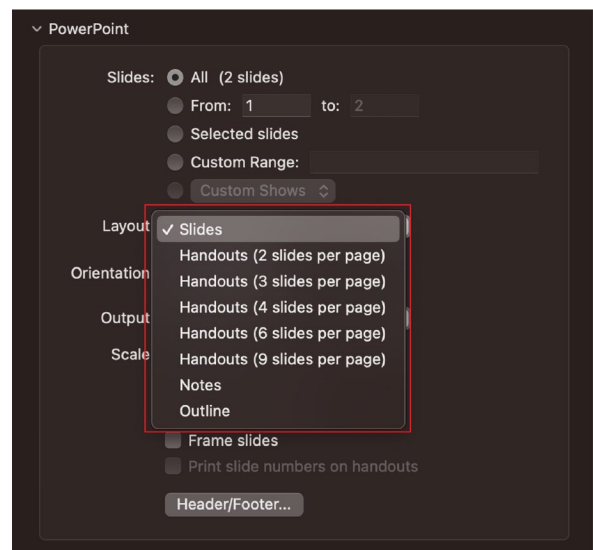 PowerPoint
Slides: All (2 slides)
From: 1 to: 2
Selected slides
Custom Range:
Custom Shows
Layout ✓ Slides
Handouts (2 slides per page)
Orientation Handouts (3 slides per page)
Handouts (4 slides per page)
Output Handouts (6 slides per page)
Scale Handouts (9 slides per page)
Notes
Outline
Frame slides
Print slide numbers on handouts
Header/Footer...